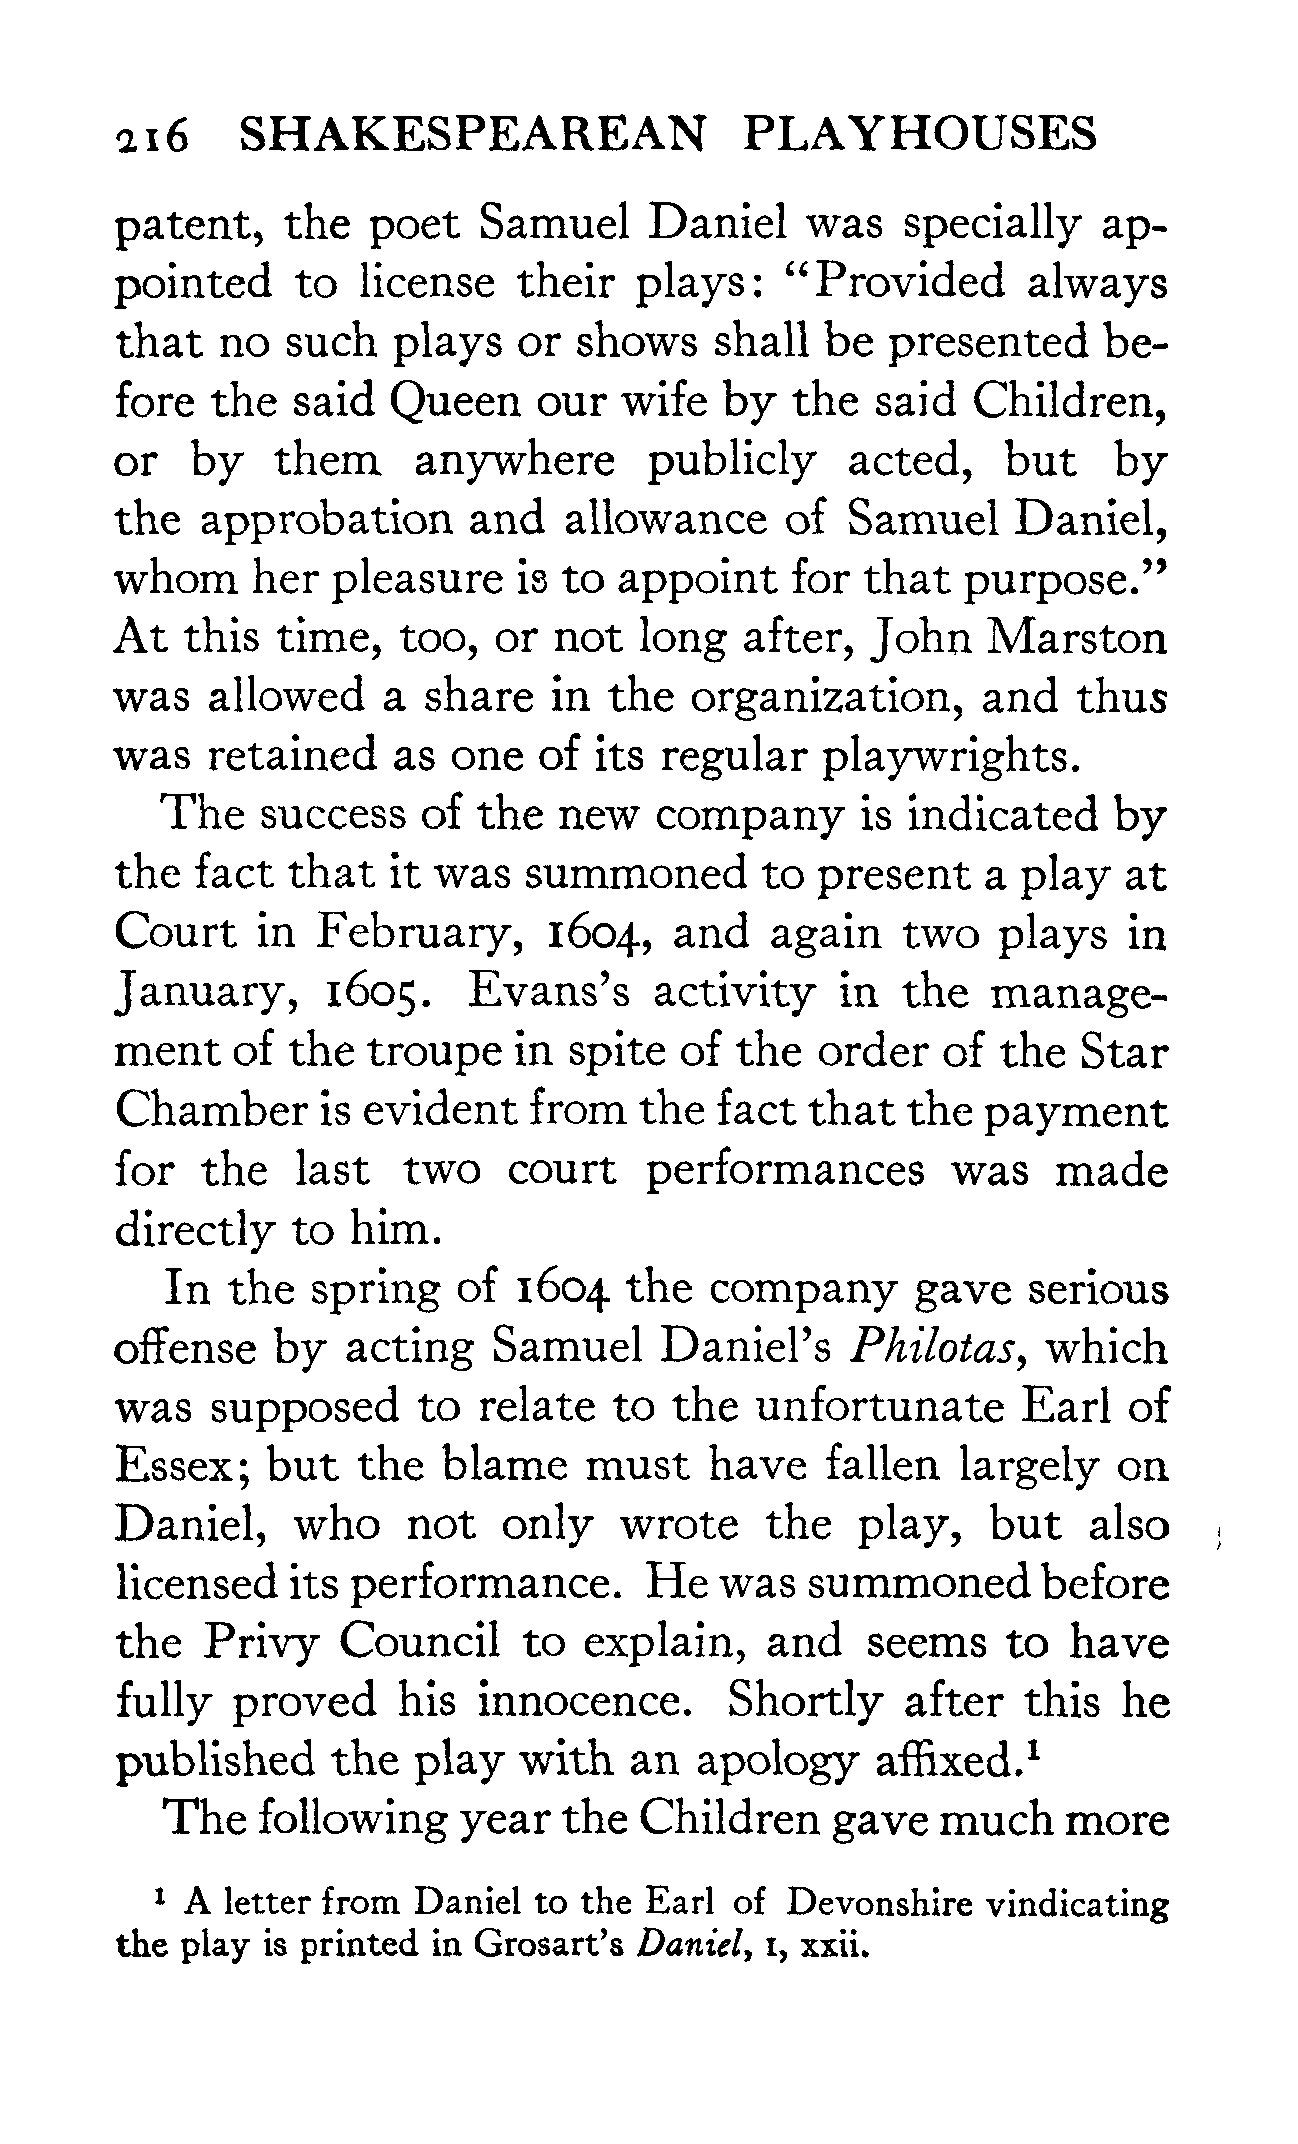 216 SHAKESPEAREAN PLAYHOUSES
patent, the poet Samuel Daniel was specially ap-
pointed to license their plays: “Provided always
that no such plays or shows shall be presented be-
fore the said Queen our wife by the said Children,
or by them anywhere publicly acted, but by
the approbation and allowance of Samuel Daniel,
whom her pleasure is to appoint for that purpose.”
At this time, too, or not long after, John Marston
was allowed a share in the organization, and thus
was retained as one of its regular playwrights.
The success of the new company is indicated by
the fact that it was summoned to present a play at
Court in February, 1604, and again two plays in
January, 1605. Evans’s activity in the manage-
ment of the troupe in spite of the order of the Star
Chamber is evident from the fact that the payment
for the last two court performances was made
directly to him.
In the spring of 1604 the company gave serious
offense by acting Samuel Daniel’s Philotas, which
was supposed to relate to the unfortunate Earl of
Essex; but the blame must have fallen largely on
Daniel, who not only wrote the play, but also
licensed its performance. He was summoned before
the Privy Council to explain, and seems to have
fully proved his innocence. Shortly after this he
published the play with an apology affixed.¹
The following year the Children gave much more
¹ A letter from Daniel to the Earl of Devonshire vindicating
the play is printed in Grosart’s Daniel, I, xxii.